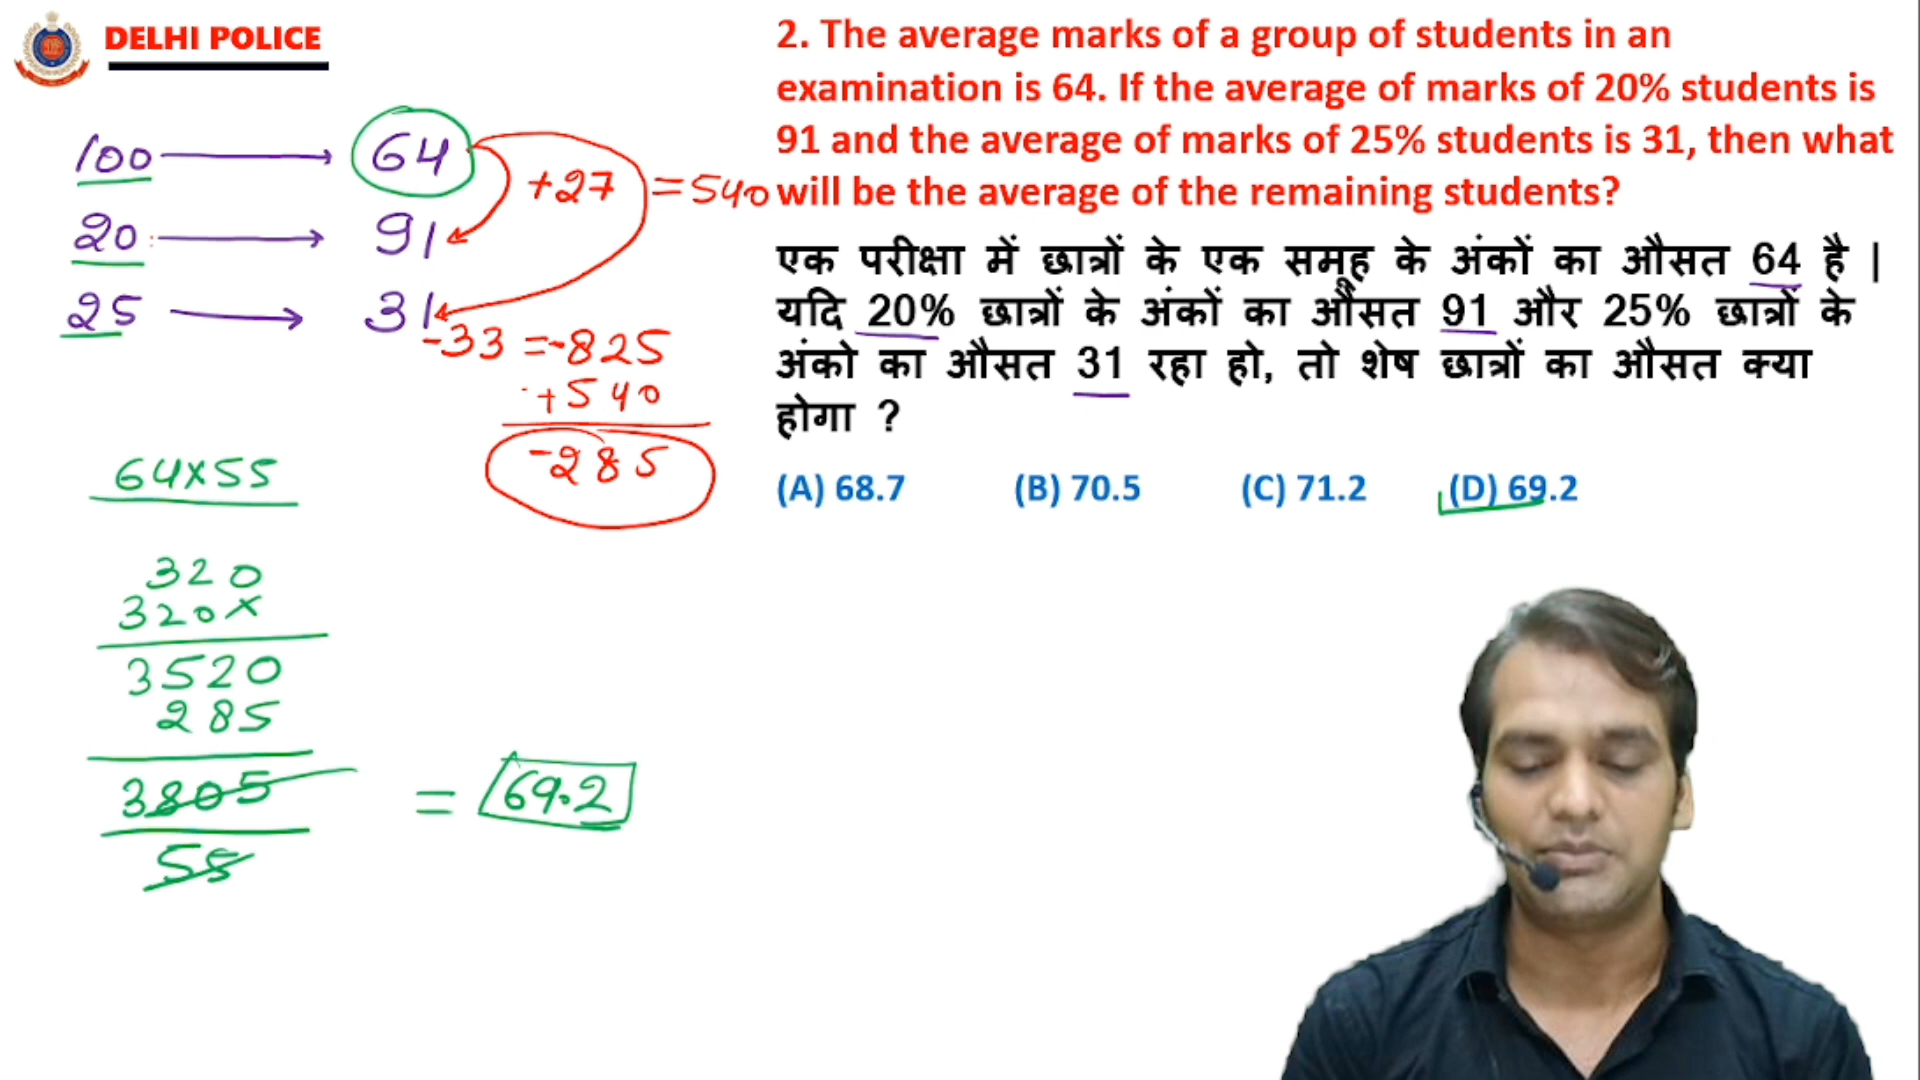 DELHI POLICE
2. The average marks of a group of students in an
examination is 64. If the average of marks of 20% students is
91 and the average of marks of 25% students is 31, then what
will be the average of the remaining students?
एक परीक्षा में छात्रों के एक समूह के अंकों का औसत 64 है |
यदि 20% छात्रों के अंकों का औसत 91 और 25% छात्रों के
अंको का औसत 31 रहा हो, तो शेष छात्रों का औसत क्या
होगा ?
(A) 68.7 (B) 70.5 (C) 71.2 (D) 69.2
100 → 64
+27 = 540
20 → 91
25 → 31
-33 = -825
+540
-285
64×55
320
320×
3520
285
3805
55
= 69.2